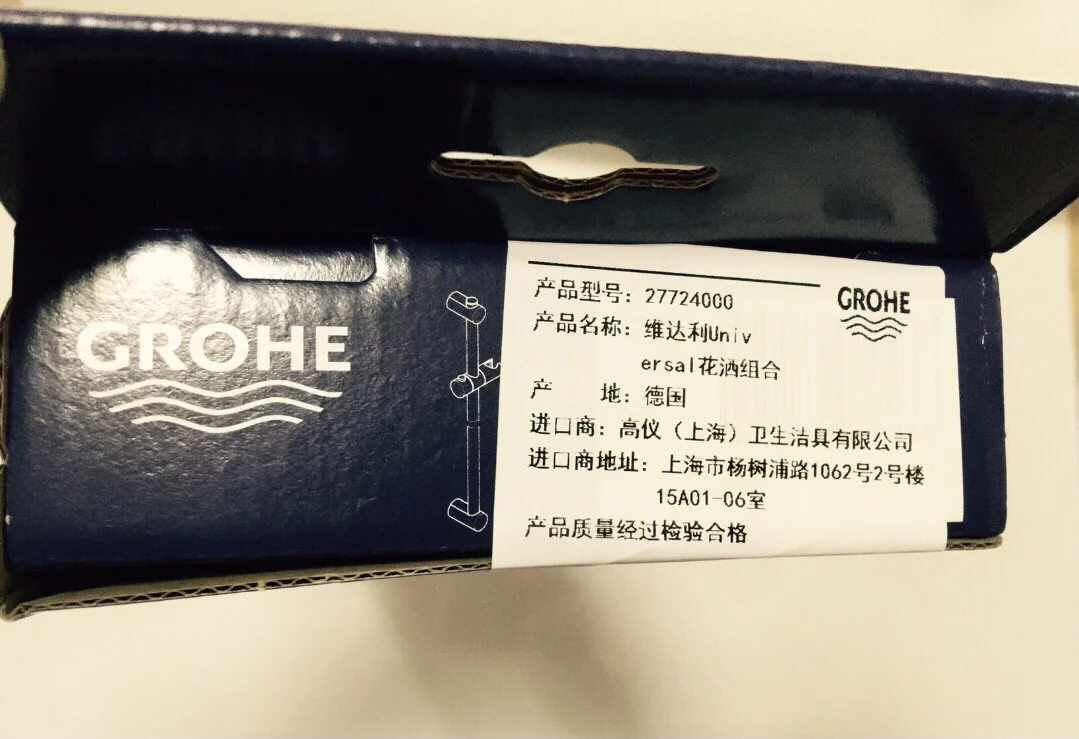 GROHE
GROHE
产品型号：27724000
产品名称：维达利Univ
ersal花洒组合
产 地：德国
进口商：高仪（上海）卫生洁具有限公司
进口商地址：上海市杨树浦路1062号2号楼
15A01-06室
产品质量经过检验合格